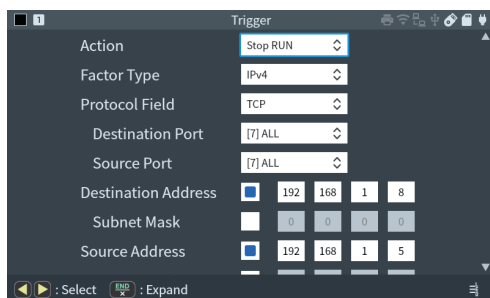 1 Trigger
Action Stop RUN
Factor Type IPv4
Protocol Field TCP
Destination Port [7] ALL
Source Port [7] ALL
Destination Address 192 168 1 8
Subnet Mask 0 0 0 0
Source Address 192 168 1 5
: Select END X : Expand